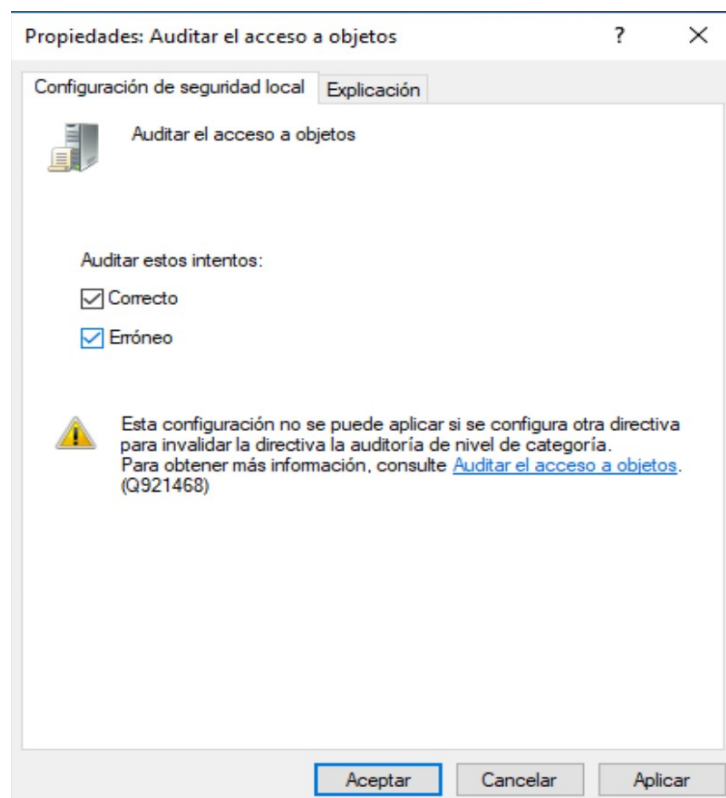 Propiedades: Auditar el acceso a objetos
Configuración de seguridad local
Explicación
Auditar el acceso a objetos
Auditar estos intentos:
Correcto
Erróneo
Esta configuración no se puede aplicar si se configura otra directiva
para invalidar la directiva la auditoría de nivel de categoría.
Para obtener más información, consulte Auditar el acceso a objetos.
(Q921468)
Aceptar
Cancelar
Aplicar